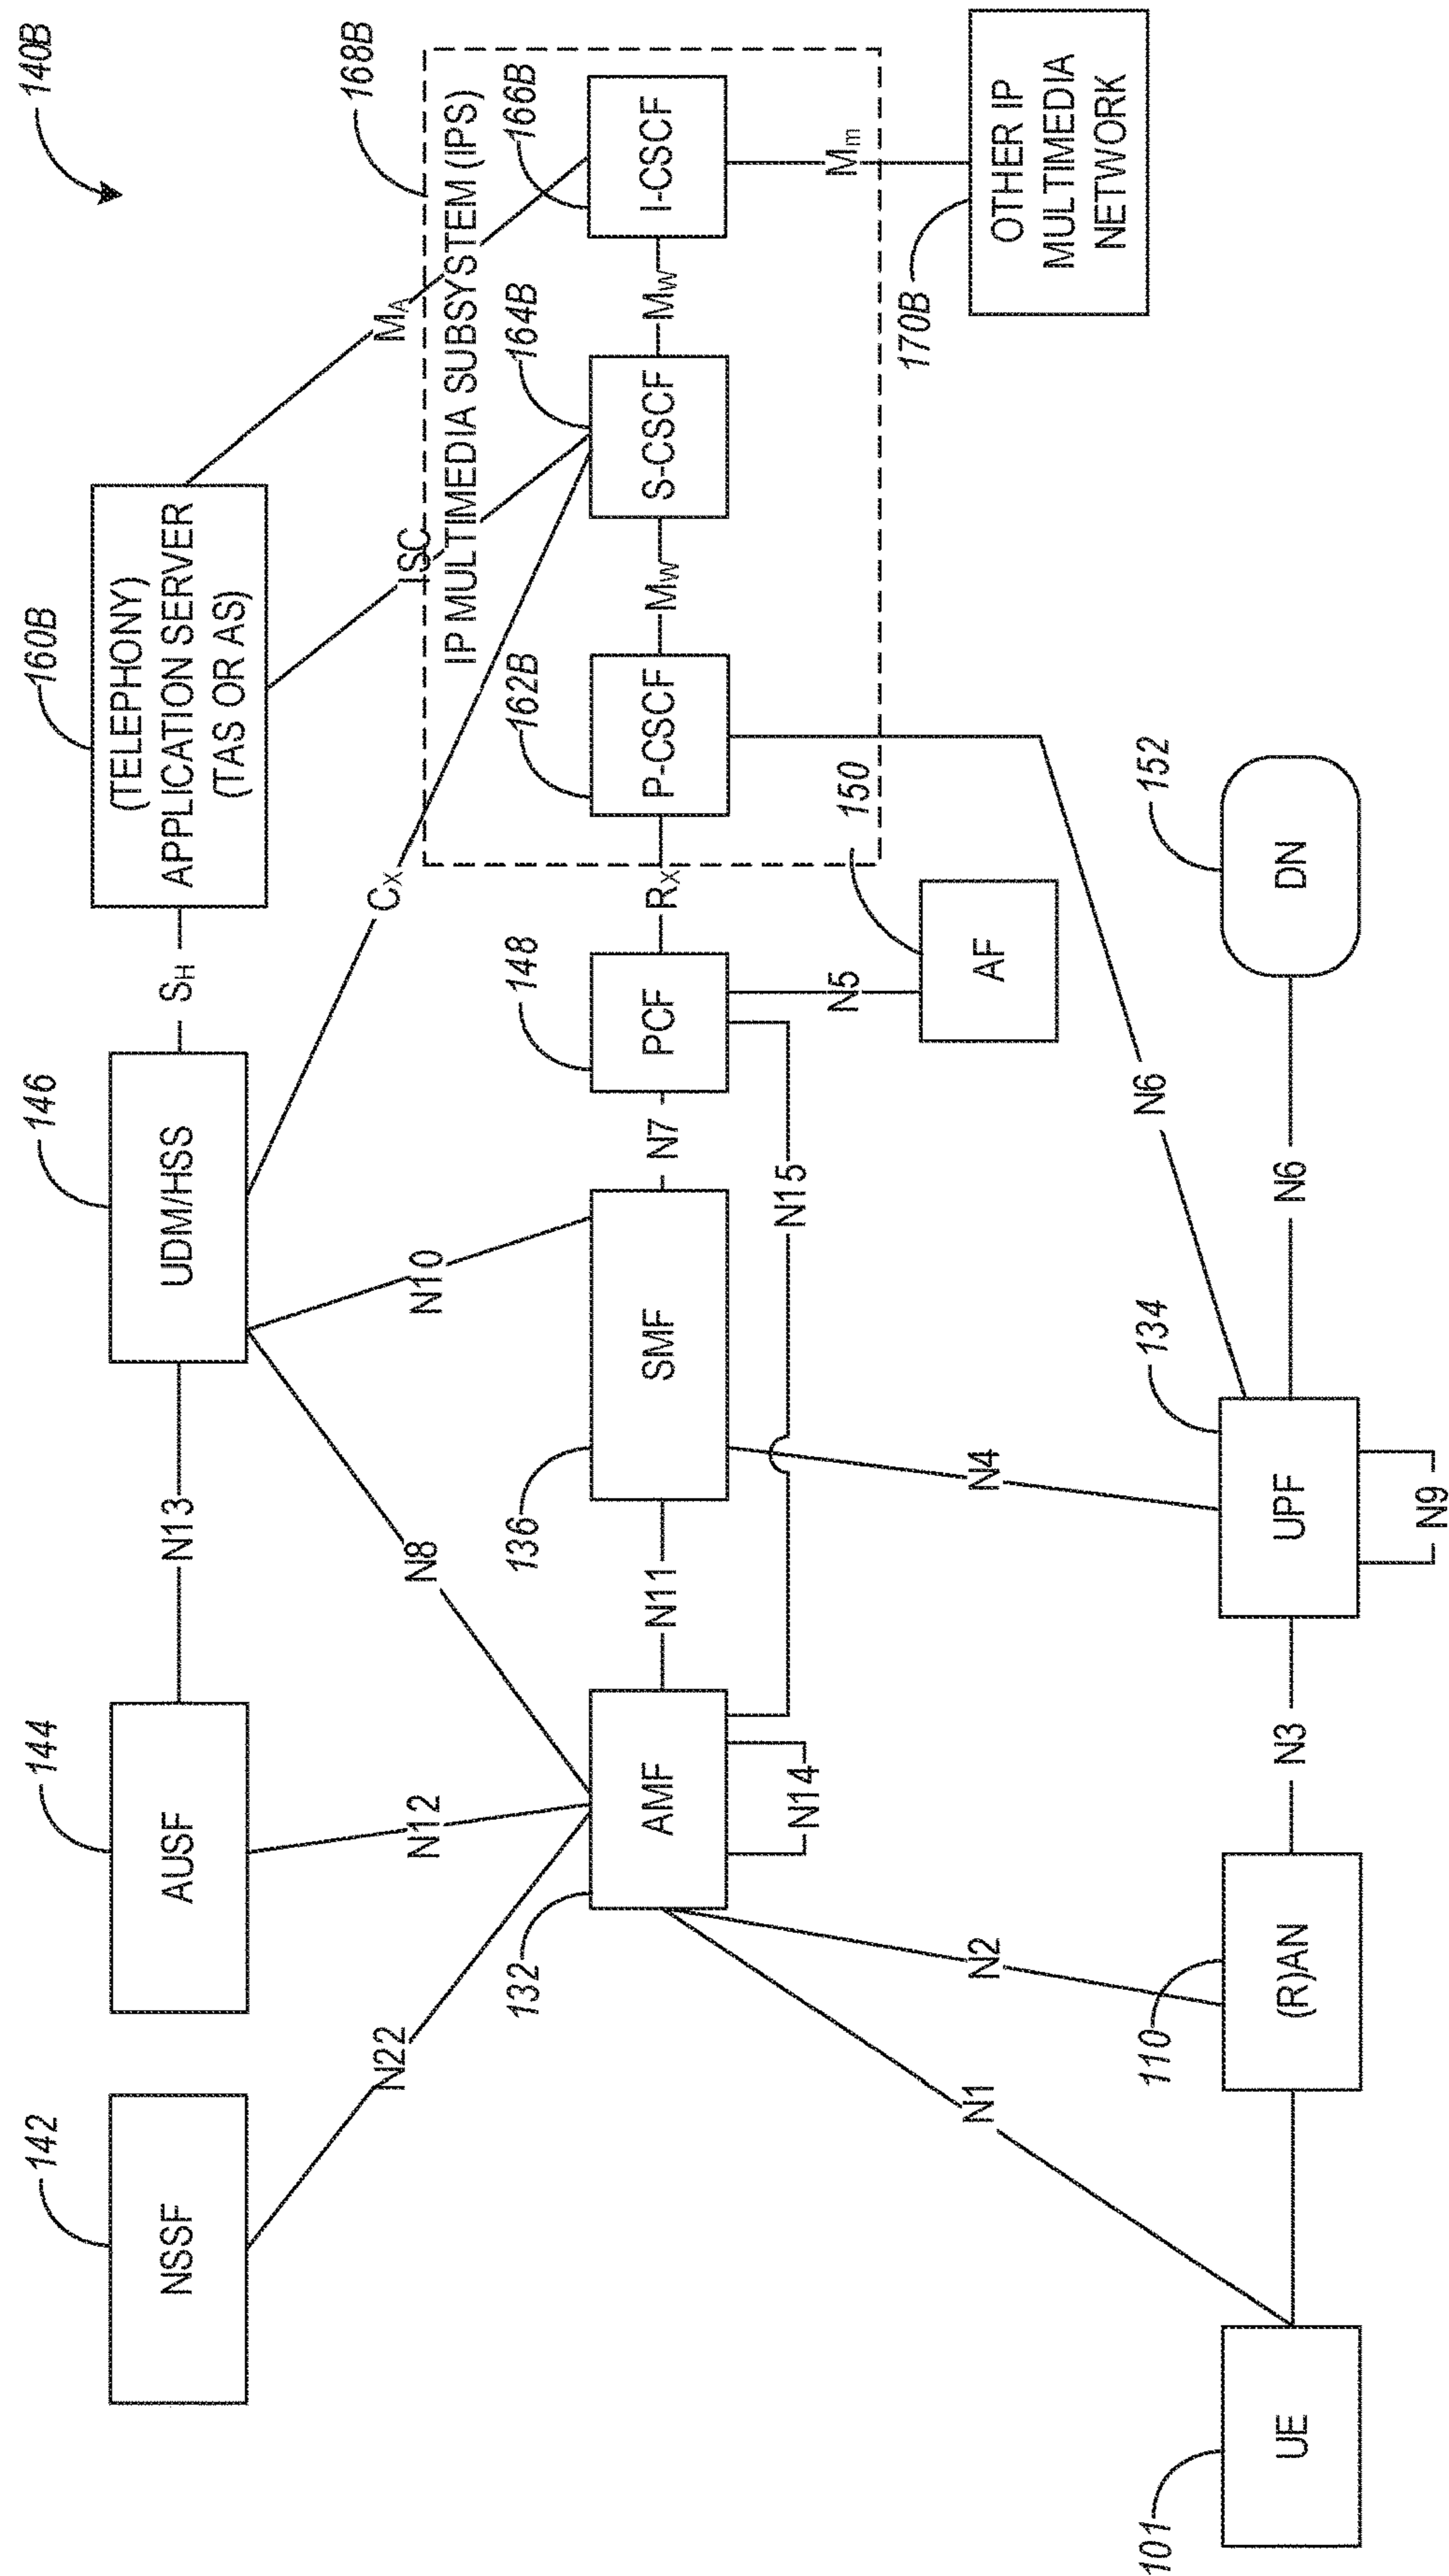 140B
142
NSSF
144
AUSF
N13
146
UDM/HSS
SH
160B
(TELEPHONY)
APPLICATION SERVER
(TAS OR AS)
N22
N12
N8
N10
CX
ISC
MA
168B
IP MULTIMEDIA SUBSYSTEM (IPS)
132
AMF
N11
136
SMF
N7
148
PCF
RX
162B
P-CSCF
MW
164B
S-CSCF
MW
166B
I-CSCF
N14
N15
N5
150
AF
Mm
170B
OTHER IP
MULTIMEDIA
NETWORK
N1
N2
N4
N6
101
UE
110
(R)AN
N3
134
UPF
N6
152
DN
N9